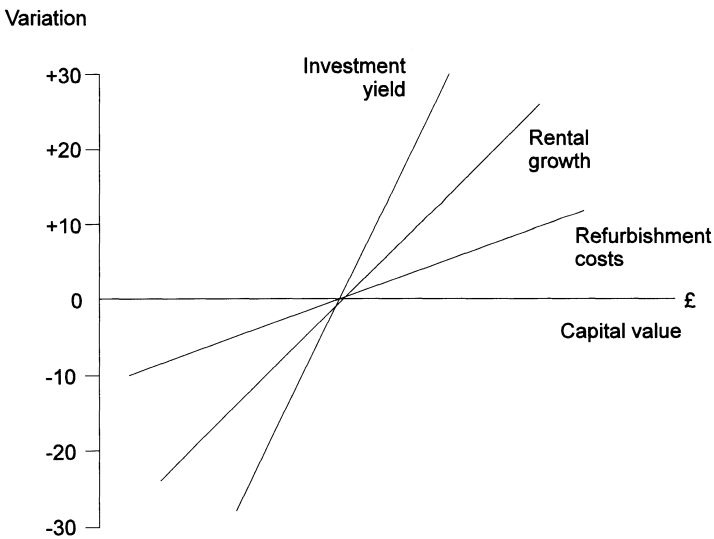 Variation
+30
Investment
yield
+20
Rental
growth
+10
Refurbishment
costs
0
£
Capital value
-10
-20
-30